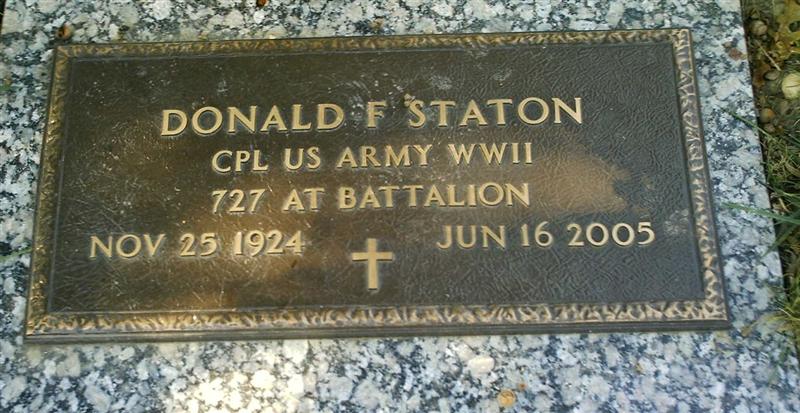 DONALD F STATON
CPL US ARMY WWII
727 AT BATTALION
NOV 25 1924 JUN 16 2005